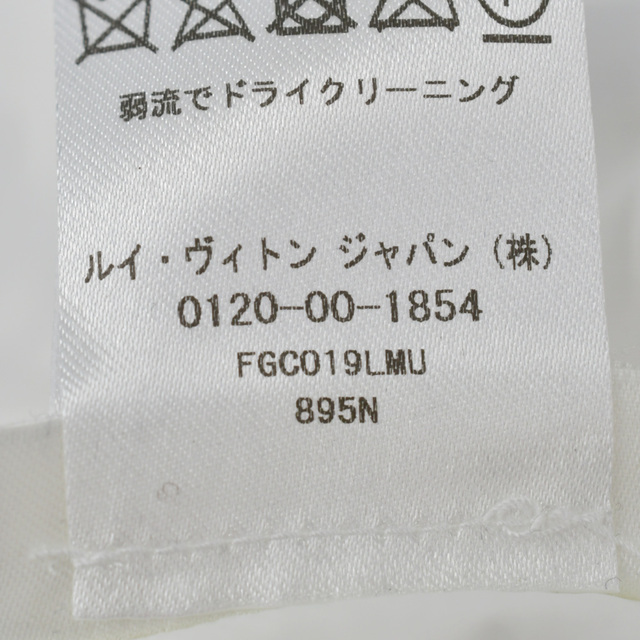 弱流でドライクリーニング
ルイ・ヴィトン ジャパン（株）
0120-00-1854
FGC019LMU
895N